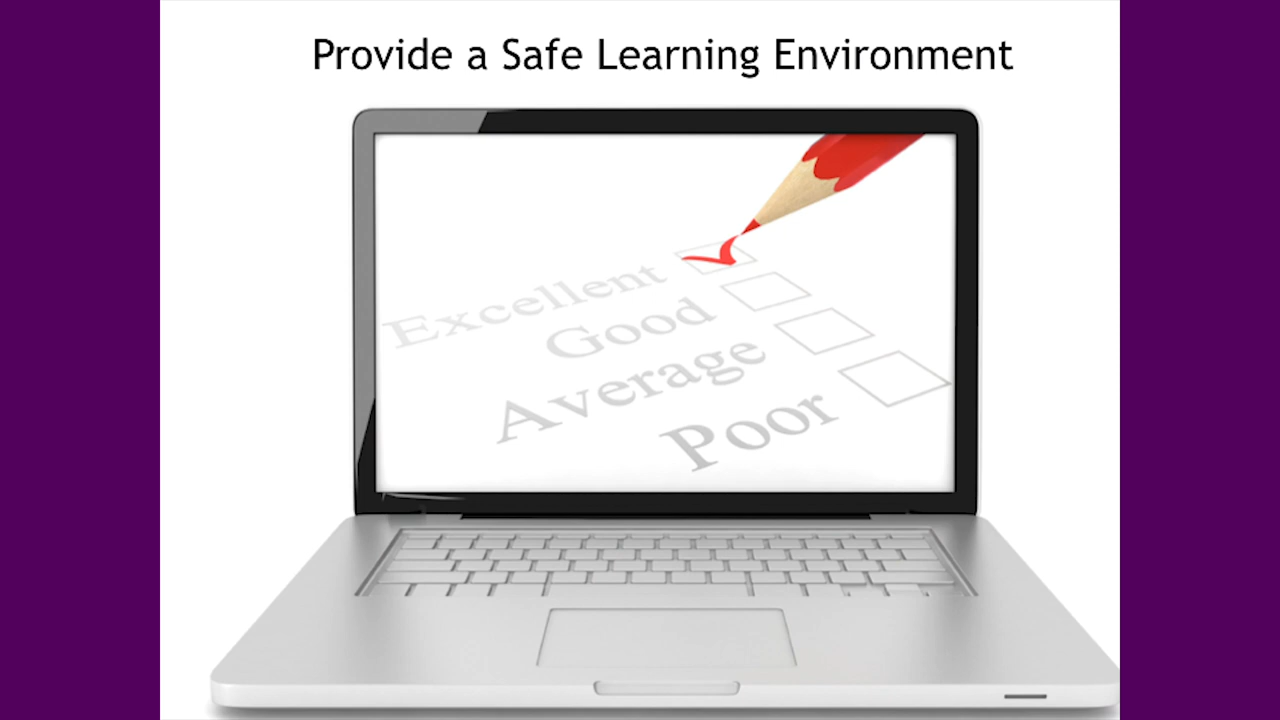 Provide a Safe Learning Environment
Excellent
Good
Average
Poor